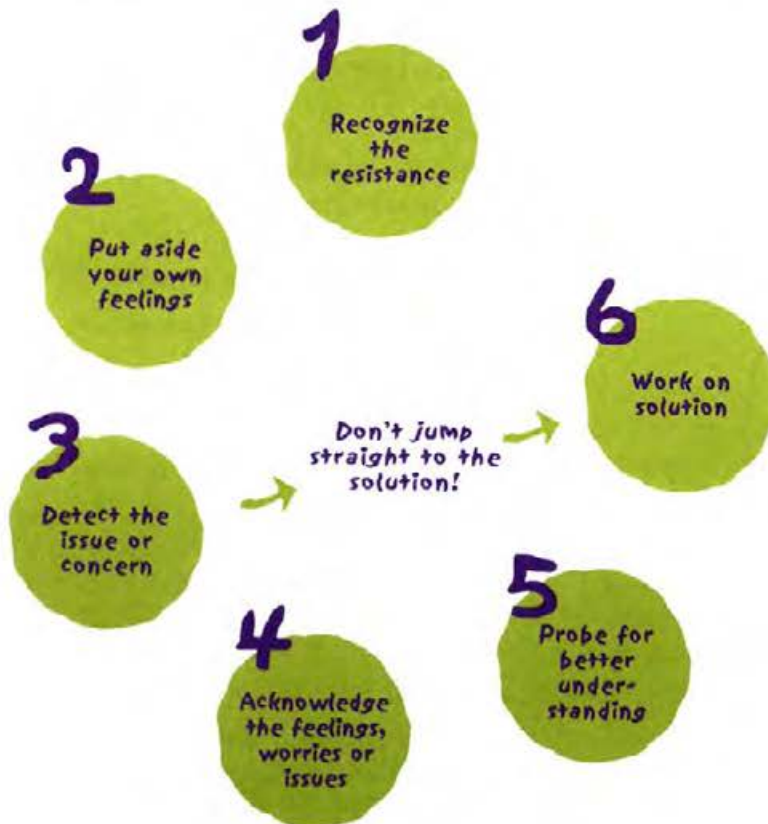 1
Recognize
the
resistance
2
Put aside
your own
feelings
3
Detect the
issue or
concern
Don't jump
straight to the
solution!
4
Acknowledge
the feelings,
worries or
issues
5
Probe for
better
under-
standing
6
Work on
solution